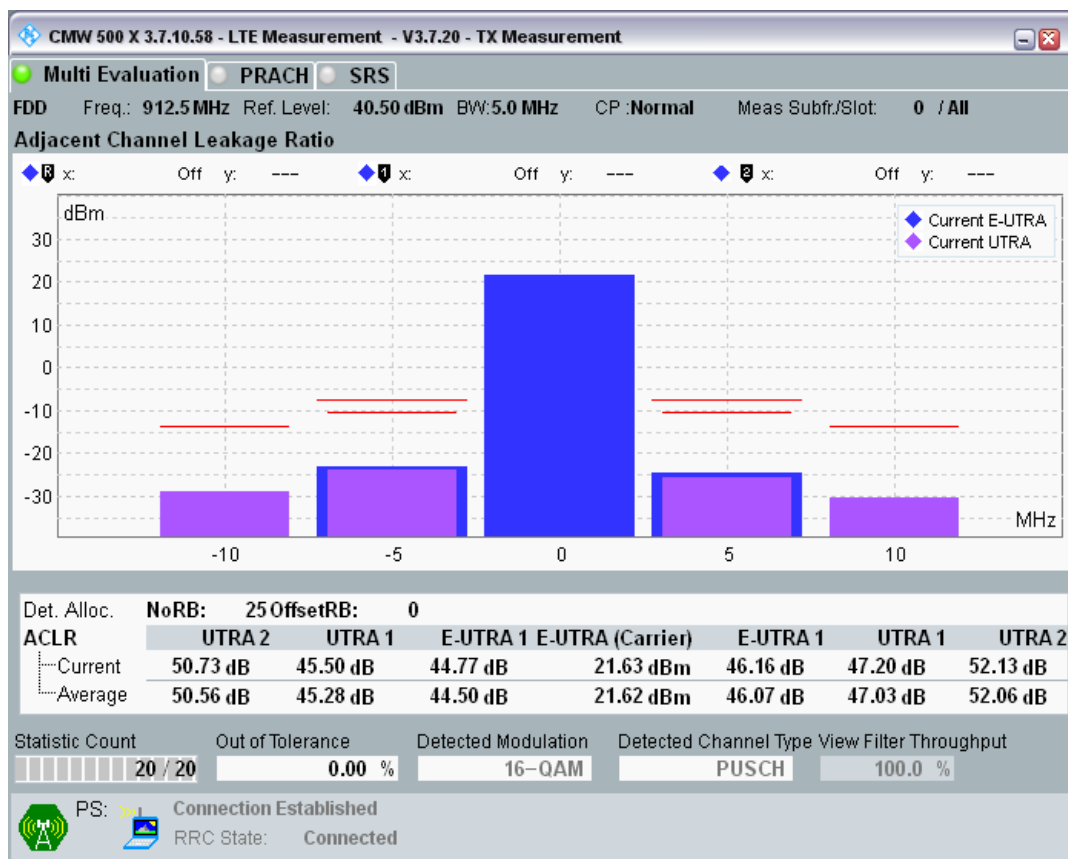 CMW 500 X 3.7.10.58 - LTE Measurement - V3.7.20 - TX Measurement
Multi Evaluation PRACH SRS
FDD Freq.: 912.5 MHz Ref. Level: 40.50 dBm BW:5.0 MHz CP :Normal Meas Subfr./Slot: 0 / All
Adjacent Channel Leakage Ratio
R x: Off y: --- 1 x: Off y: --- 2 x: Off y: ---
dBm
Current E-UTRA
Current UTRA
30
20
10
0
-10
-20
-30
MHz
-10 -5 0 5 10
Det. Alloc. NoRB: 25 OffsetRB: 0
ACLR UTRA 2 UTRA 1 E-UTRA 1 E-UTRA (Carrier) E-UTRA 1 UTRA 1 UTRA 2
Current 50.73 dB 45.50 dB 44.77 dB 21.63 dBm 46.16 dB 47.20 dB 52.13 dB
Average 50.56 dB 45.28 dB 44.50 dB 21.62 dBm 46.07 dB 47.03 dB 52.06 dB
Statistic Count Out of Tolerance Detected Modulation Detected Channel Type View Filter Throughput
20 / 20 0.00 % 16-QAM PUSCH 100.0 %
PS: Connection Established
RRC State: Connected